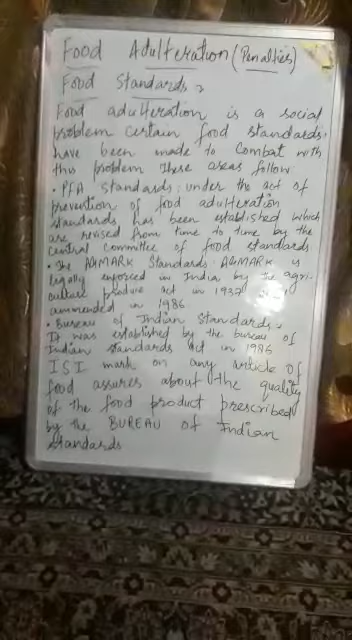 Food Adulteration (Penalties)
Food Standards
Food adulteration is a social
problem certain food standards
have been made to combat with
this problem these areas follow
• PFA Standards: under the act of
prevention of food adulteration
standards has been established which
are revised from time to time by the
central committee of food standards
• The AGMARK Standards. AGMARK is
legally enforced in India by the agri-
culture produce act in 1937
ammended in 1986
• Bureau of Indian Standards
It was established by the bureau of
Indian standards act in 1986
ISI mark on any article of
food assures about the quality
of the food product prescribed
by the BUREAU of Indian
standards